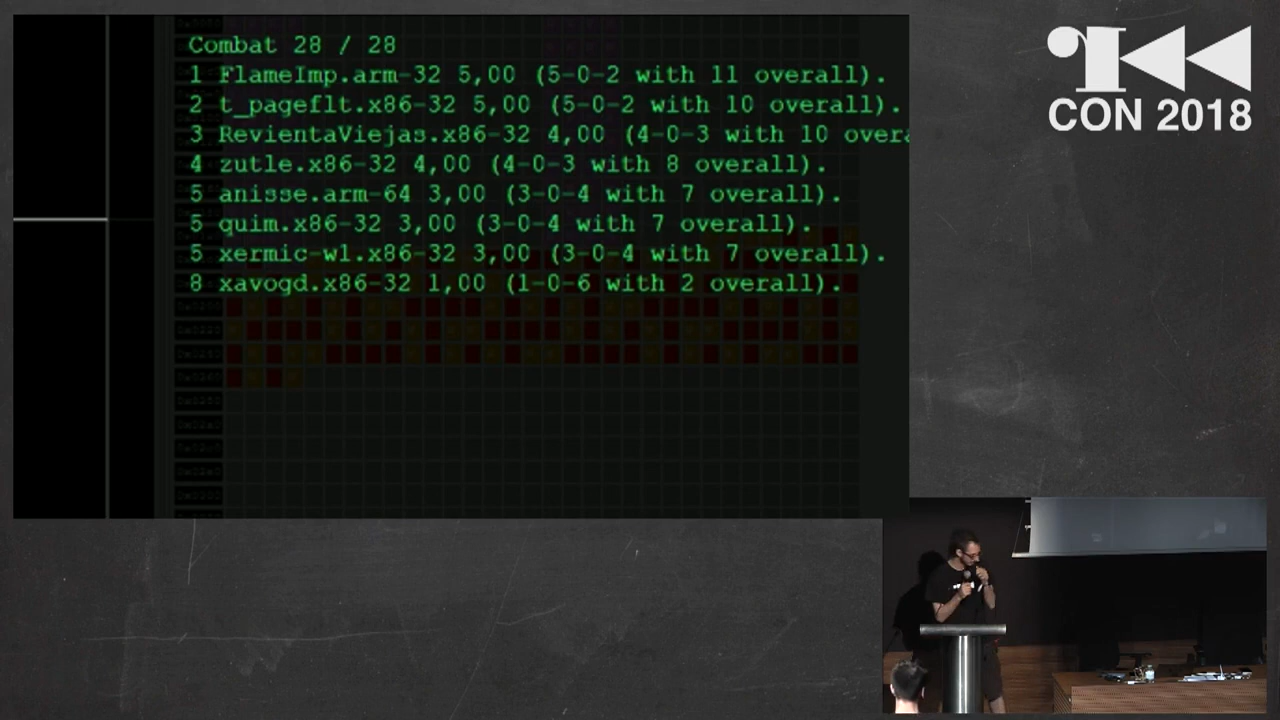 Combat 28 / 28
1 FlameImp.arm-32 5,00 (5-0-2 with 11 overall).
2 t_pageflt.x86-32 5,00 (5-0-2 with 10 overall).
3 RevientaViejas.x86-32 4,00 (4-0-3 with 10 overa
4 zutle.x86-32 4,00 (4-0-3 with 8 overall).
5 anisse.arm-64 3,00 (3-0-4 with 7 overall).
5 quim.x86-32 3,00 (3-0-4 with 7 overall).
5 xermic-wl.x86-32 3,00 (3-0-4 with 7 overall).
8 xavogd.x86-32 1,00 (1-0-6 with 2 overall).
CON 2018